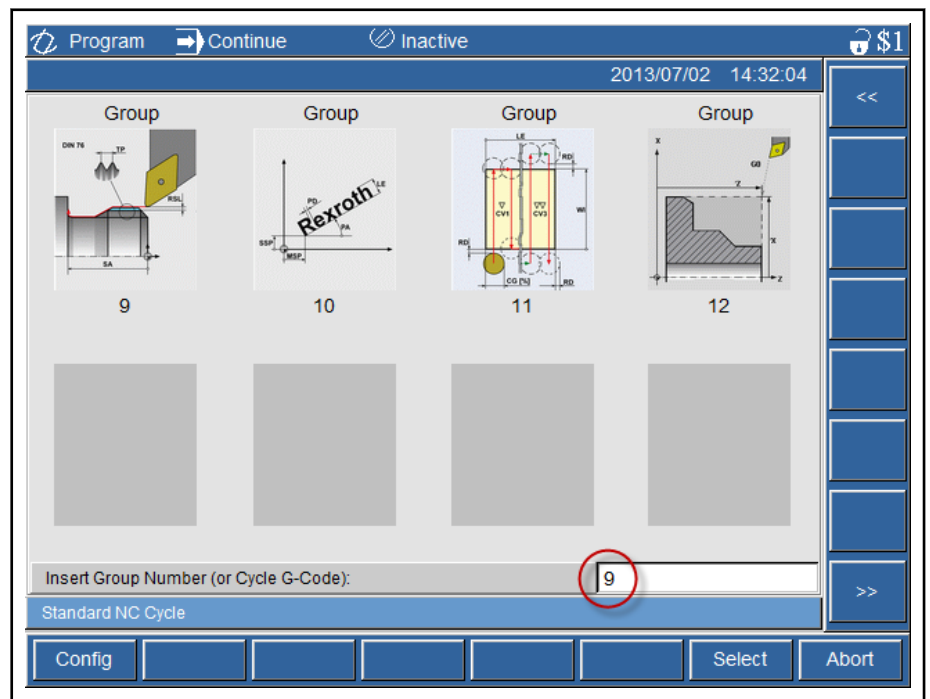 Program Continue Inactive $1
2013/07/02 14:32:04
<<
Group Group Group Group
DIN 76 TP RSL SA
PD LE Rexroth PA SSP MSP
LE RD CV1 CV3 WI RD CG [%] RD
X G0 Z X Z
9 10 11 12
Insert Group Number (or Cycle G-Code): 9
>>
Standard NC Cycle
Config Select Abort